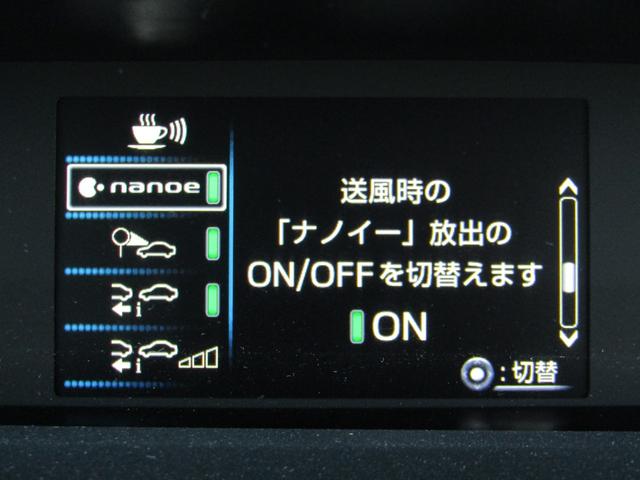 nanoe
送風時の
「ナノイー」放出の
ON/OFFを切替えます
ON
:切替